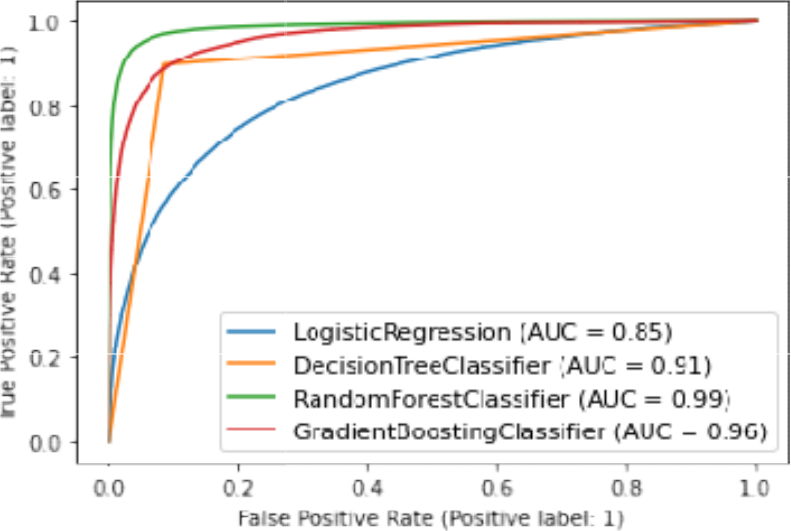 True Positive Rate (Positive label: 1)
1.0
0.8
0.6
0.4
0.2
0.0
LogisticRegression (AUC = 0.85)
DecisionTreeClassifier (AUC = 0.91)
RandomForestClassifier (AUC = 0.99)
GradientBoostingClassifier (AUC = 0.96)
0.0 0.2 0.4 0.6 0.8 1.0
False Positive Rate (Positive label: 1)